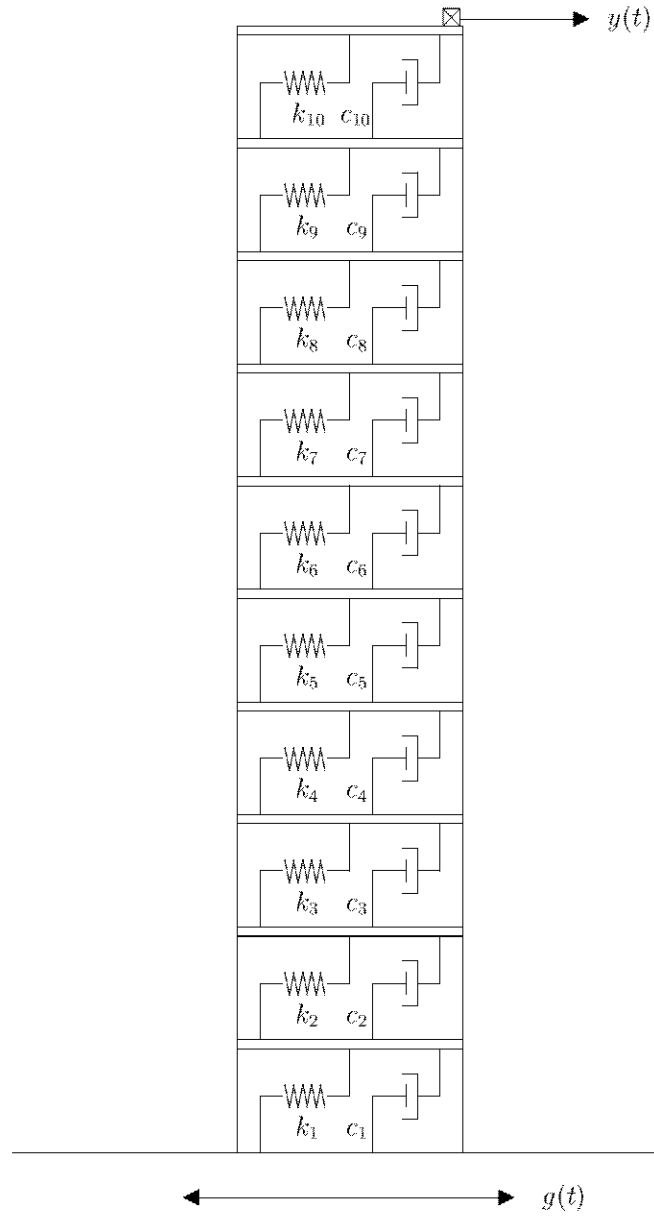 y(t)
k₁₀ c₁₀
k₉ c₉
k₈ c₈
k₇ c₇
k₆ c₆
k₅ c₅
k₄ c₄
k₃ c₃
k₂ c₂
k₁ c₁
g(t)